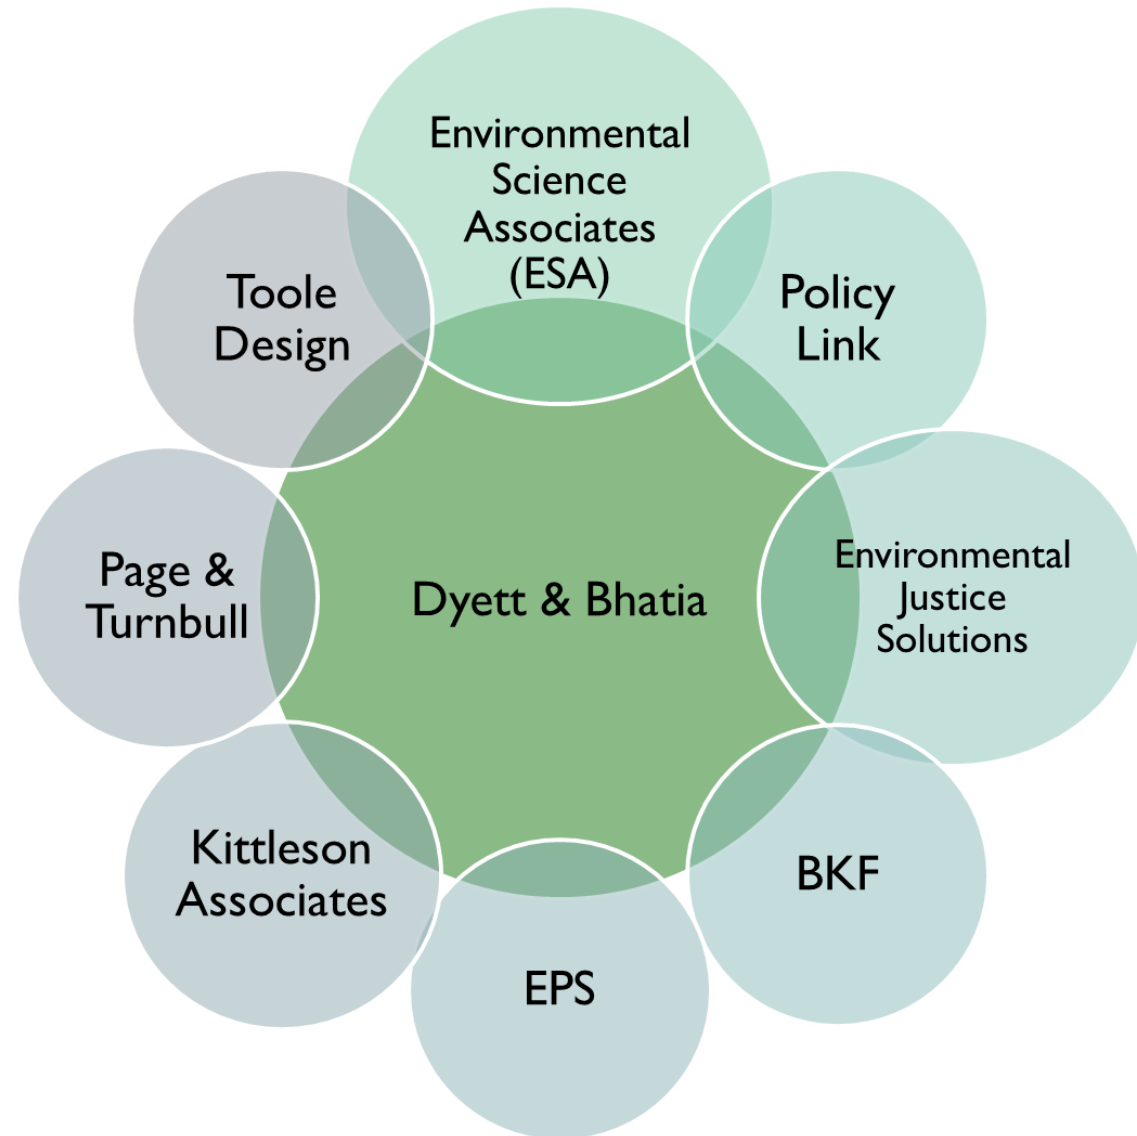 Environmental
Science
Associates
(ESA)
Toole
Design
Policy
Link
Page &
Turnbull
Dyett & Bhatia
Environmental
Justice
Solutions
Kittleson
Associates
BKF
EPS